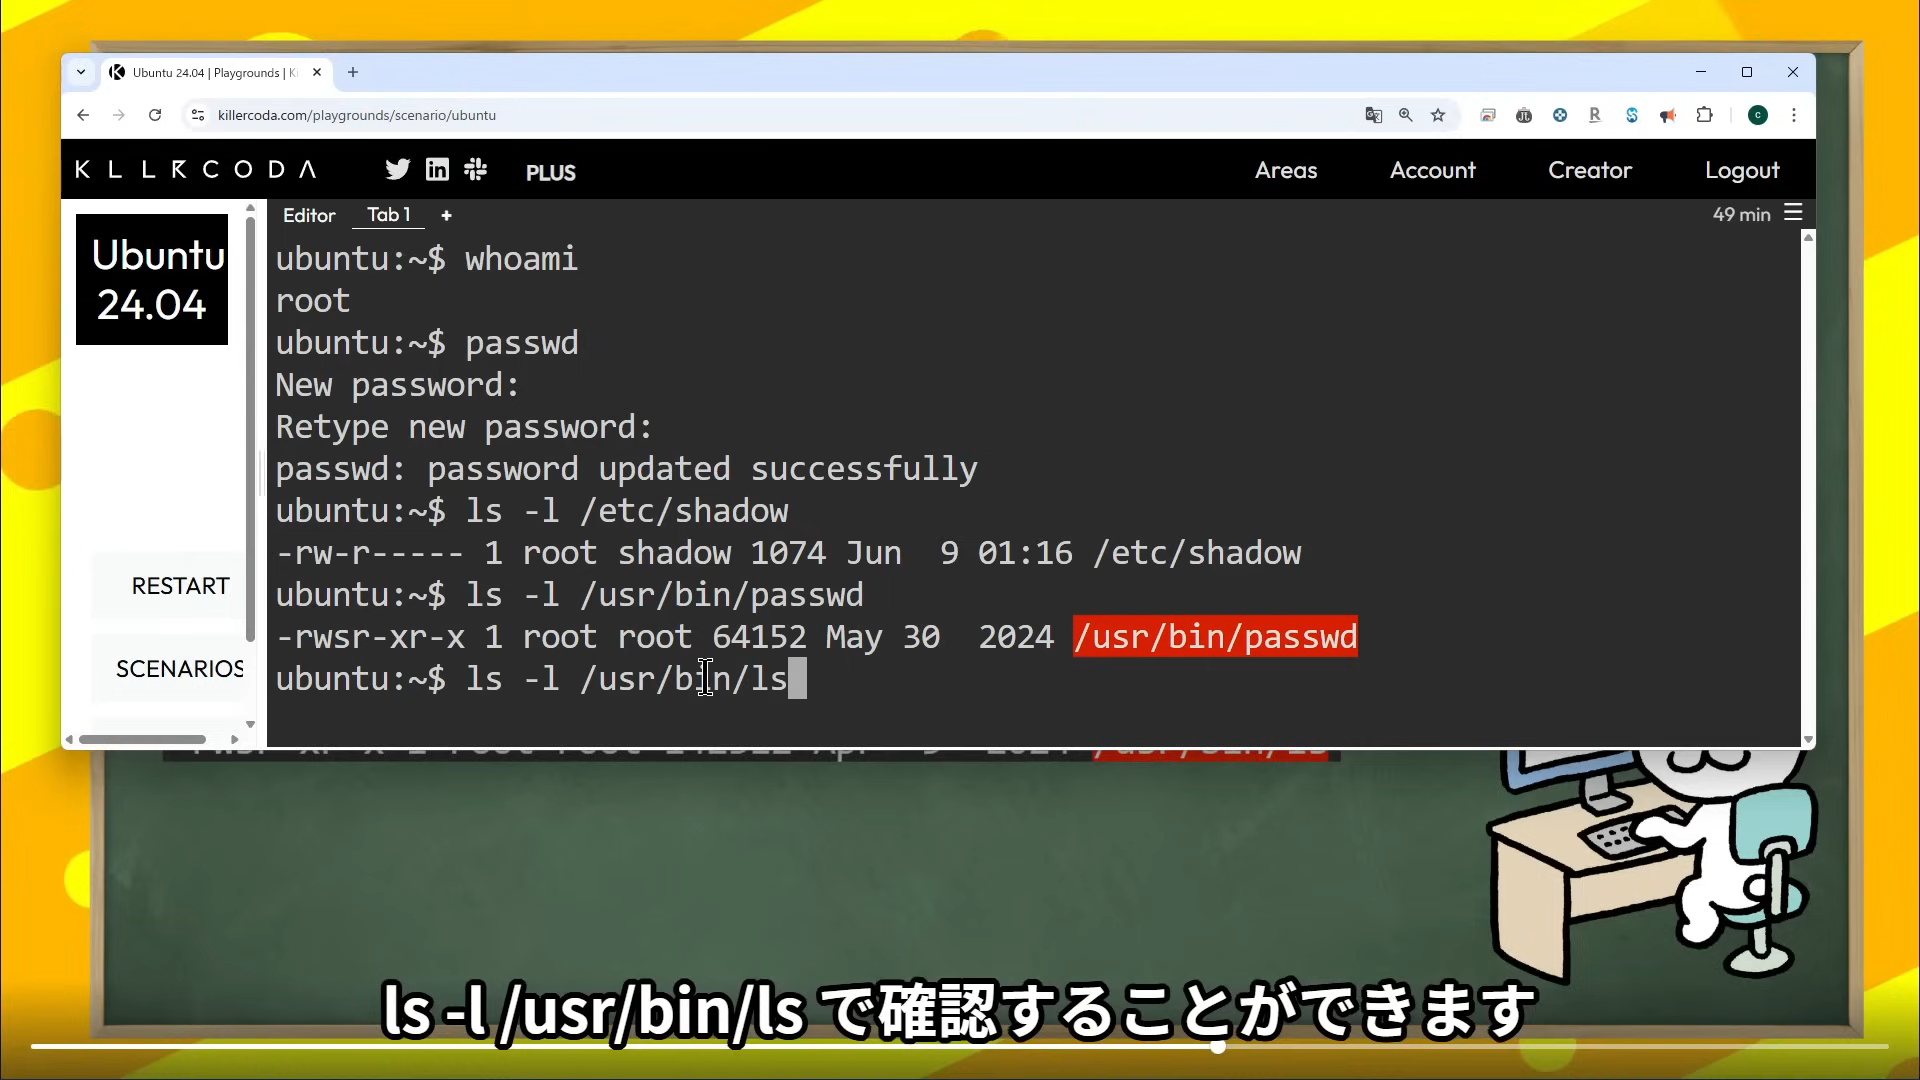 Ubuntu 24.04 | Playgrounds | Ki
killercoda.com/playgrounds/scenario/ubuntu
KILLERCODA
PLUS
Areas
Account
Creator
Logout
Ubuntu
24.04
RESTART
SCENARIOS
Editor
Tab 1
+
49 min
ubuntu:~$ whoami
root
ubuntu:~$ passwd
New password:
Retype new password:
passwd: password updated successfully
ubuntu:~$ ls -l /etc/shadow
-rw-r----- 1 root shadow 1074 Jun  9 01:16 /etc/shadow
ubuntu:~$ ls -l /usr/bin/passwd
-rwsr-xr-x 1 root root 64152 May 30  2024 /usr/bin/passwd
ubuntu:~$ ls -l /usr/bin/ls
ls -l /usr/bin/ls で確認することができます